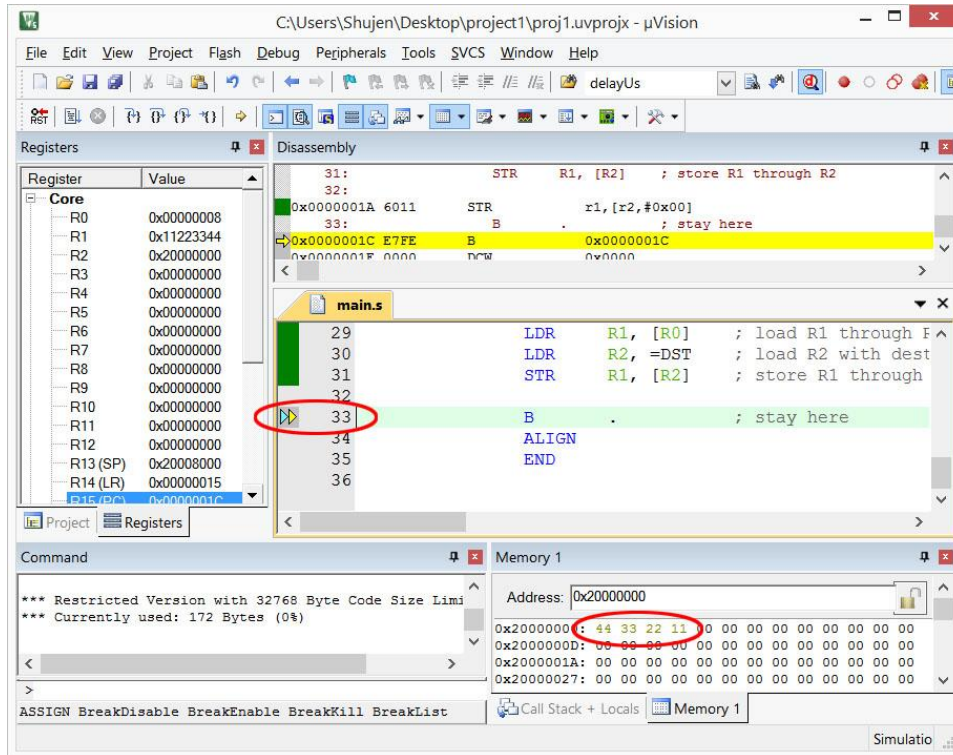 C:\Users\Shujen\Desktop\project1\proj1.uvprojx - µVision
File Edit View Project Flash Debug Peripherals Tools SVCS Window Help
delayUs
RST
Registers
Register Value
Core
R0 0x00000008
R1 0x11223344
R2 0x20000000
R3 0x00000000
R4 0x00000000
R5 0x00000000
R6 0x00000000
R7 0x00000000
R8 0x00000000
R9 0x00000000
R10 0x00000000
R11 0x00000000
R12 0x00000000
R13 (SP) 0x20008000
R14 (LR) 0x00000015
R15 (PC) 0x0000001C
Project Registers
Disassembly
31: STR R1, [R2] ; store R1 through R2
32:
0x0000001A 6011 STR r1,[r2,#0x00]
33: B . ; stay here
0x0000001C E7FE B 0x0000001C
0x0000001E 0000 DCW 0x0000
main.s
29 LDR R1, [R0] ; load R1 through
30 LDR R2, =DST ; load R2 with dest
31 STR R1, [R2] ; store R1 through
32
33 B . ; stay here
34 ALIGN
35 END
36
Command
*** Restricted Version with 32768 Byte Code Size Limi
*** Currently used: 172 Bytes (0%)
>
ASSIGN BreakDisable BreakEnable BreakKill BreakList
Memory 1
Address: 0x20000000
0x20000000: 44 33 22 11 00 00 00 00 00 00 00 00 00
0x2000000D: 00 00 00 00 00 00 00 00 00 00 00 00 00
0x2000001A: 00 00 00 00 00 00 00 00 00 00 00 00 00
0x20000027: 00 00 00 00 00 00 00 00 00 00 00 00 00
Call Stack + Locals Memory 1
Simulatio